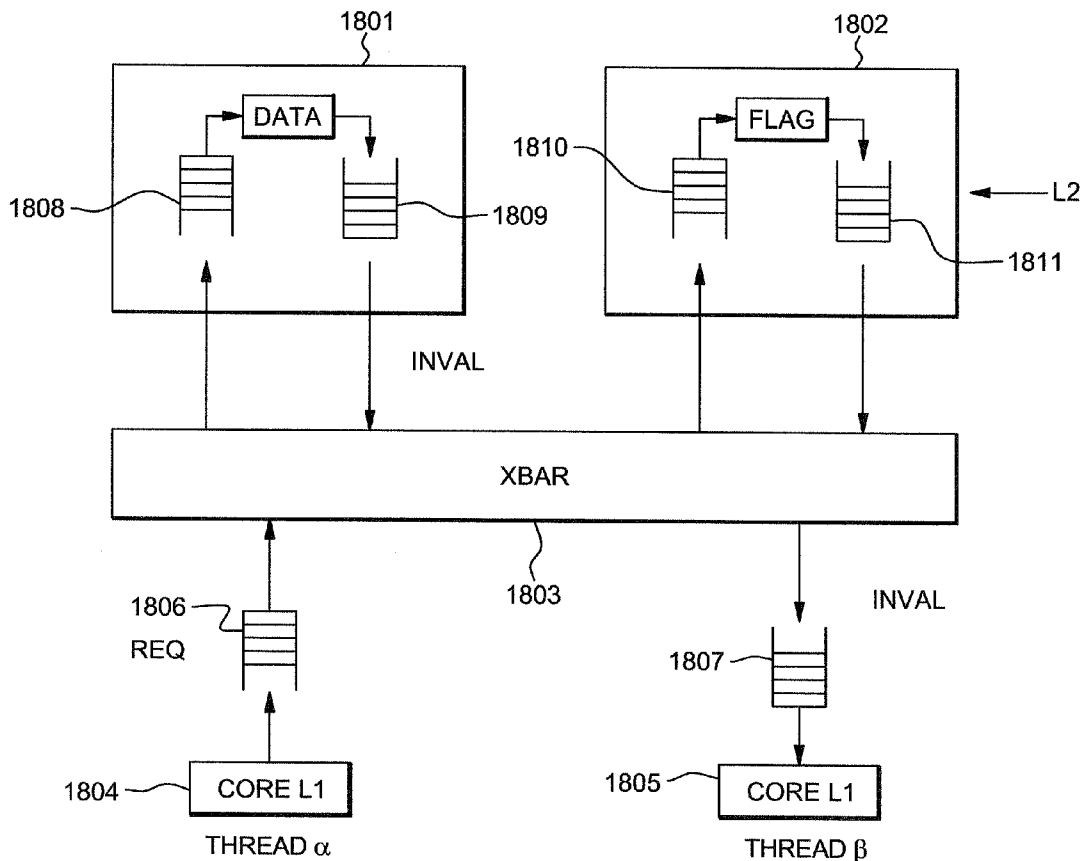 1801
1802
DATA
FLAG
1808
1809
1810
L2
1811
INVAL
XBAR
1803
1806
REQ
INVAL
1807
1804
CORE L1
1805
CORE L1
THREAD α
THREAD β